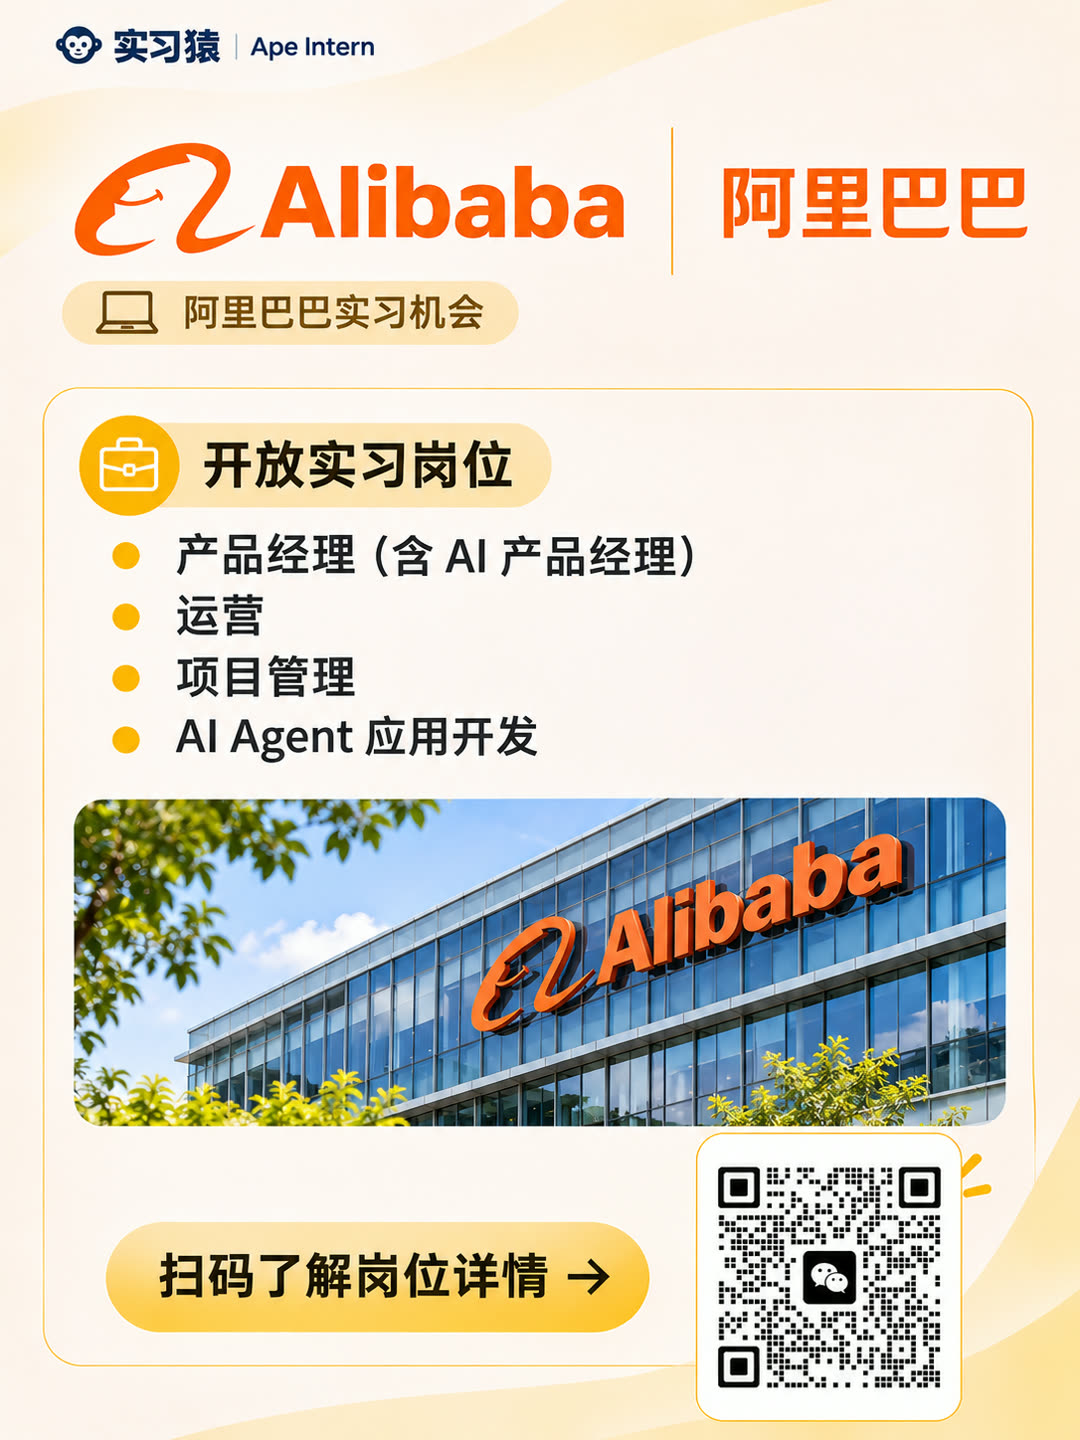 实习猿 | Ape Intern
Alibaba | 阿里巴巴
阿里巴巴实习机会
开放实习岗位
产品经理（含 AI 产品经理）
运营
项目管理
AI Agent 应用开发
Alibaba
扫码了解岗位详情 →